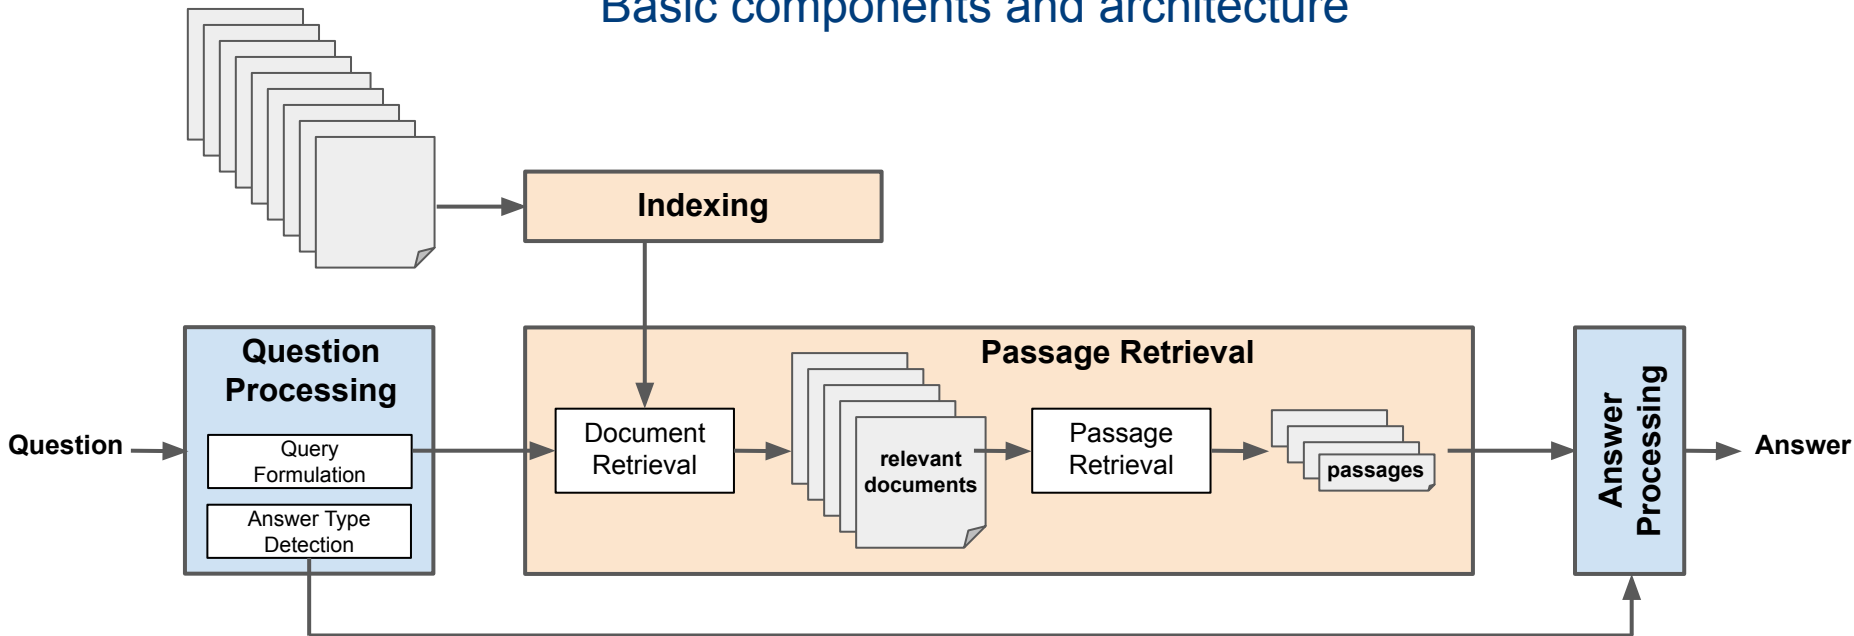 Basic components and architecture
Indexing
Question
Processing
Passage Retrieval
Question
Query
Formulation
Answer Type
Detection
Document
Retrieval
relevant
documents
Passage
Retrieval
passages
Answer
Processing
Answer